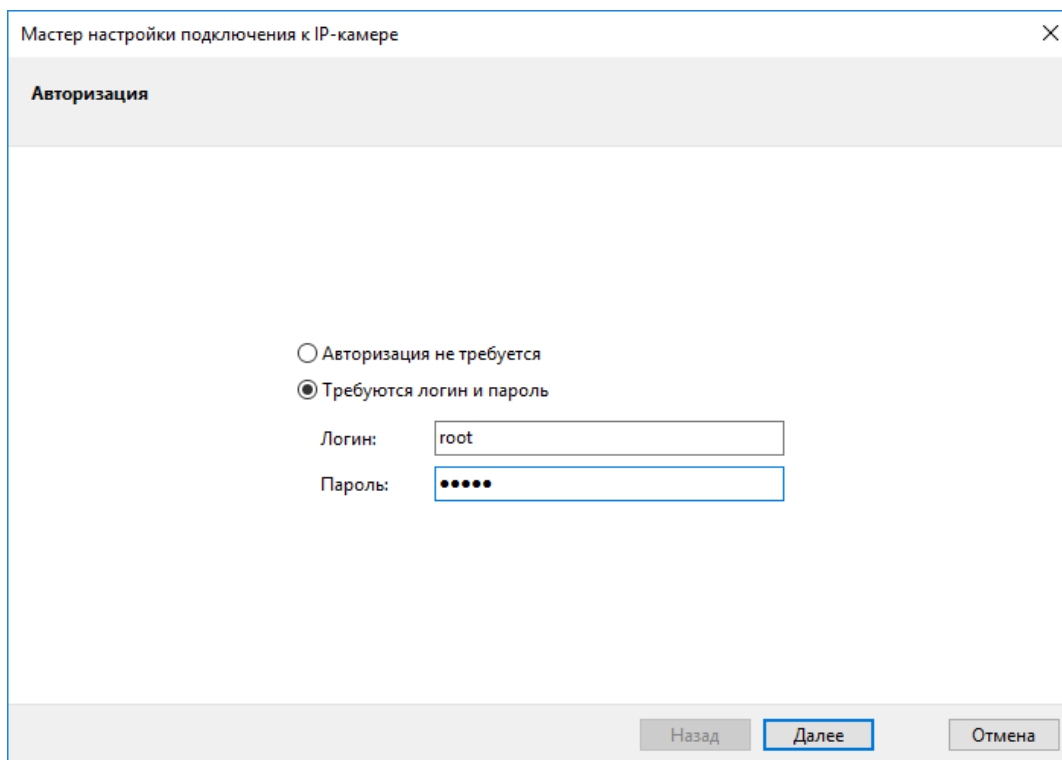 Мастер настройки подключения к IP-камере
Авторизация
Авторизация не требуется
Требуются логин и пароль
Логин: root
Пароль: •••••
Назад Далее Отмена